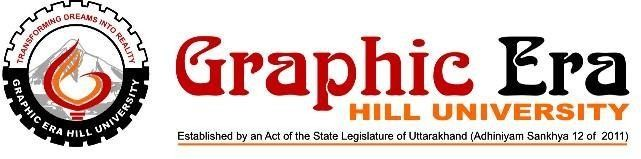 TRANSFORMING DREAMS INTO REALITY
GRAPHIC ERA HILL UNIVERSITY
Graphic Era
HILL UNIVERSITY
Established by an Act of the State Legislature of Uttarakhand (Adhiniyam Sankhya 12 of 2011)